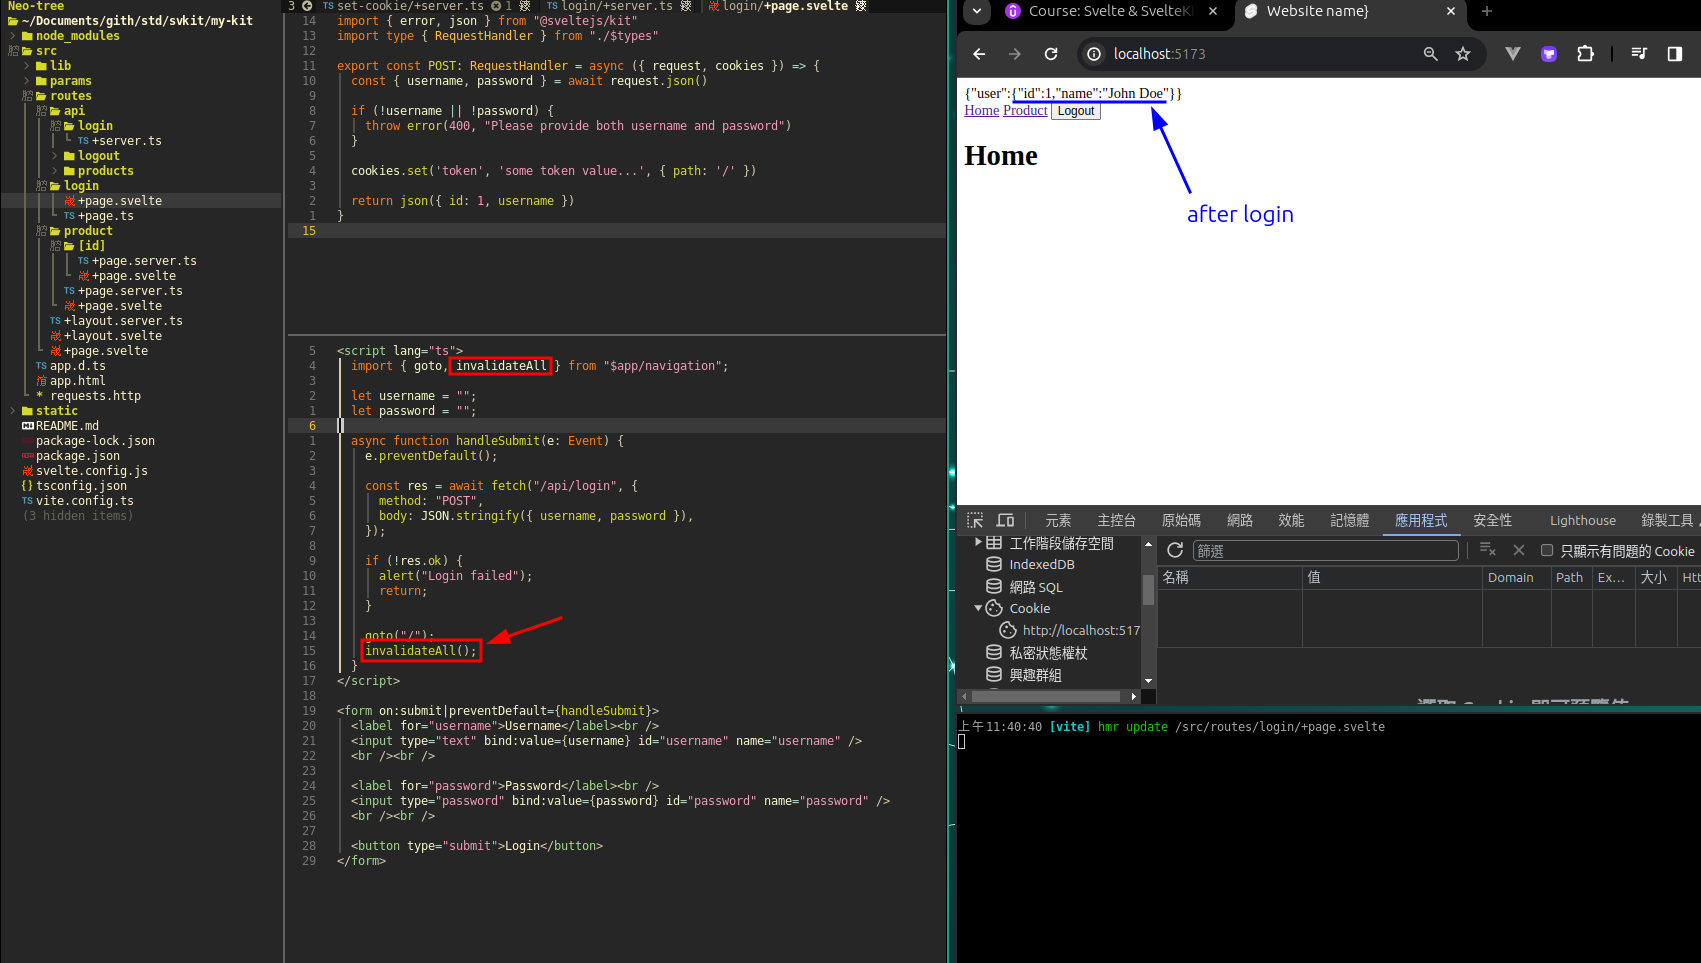 Neo-tree
~/Documents/gith/std/svkit/my-kit
node_modules
src
lib
params
routes
api
login
TS +server.ts
logout
products
login
+page.svelte
TS +page.ts
product
[id]
TS +page.server.ts
+page.svelte
TS +page.server.ts
+page.svelte
TS +layout.server.ts
+layout.svelte
+page.svelte
TS app.d.ts
app.html
* requests.http
static
README.md
package-lock.json
package.json
svelte.config.js
{} tsconfig.json
TS vite.config.ts
(3 hidden items)
3 TS set-cookie/+server.ts 1 TS login/+server.ts login/+page.svelte
14 import { error, json } from "@sveltejs/kit"
13 import type { RequestHandler } from "./$types"
12
11 export const POST: RequestHandler = async ({ request, cookies }) => {
10 const { username, password } = await request.json()
9
8 if (!username || !password) {
7 throw error(400, "Please provide both username and password")
6 }
5
4 cookies.set('token', 'some token value...', { path: '/' })
3
2 return json({ id: 1, username })
1 }
15
5 <script lang="ts">
4 import { goto, invalidateAll } from "$app/navigation";
3
2 let username = "";
1 let password = "";
6
1 async function handleSubmit(e: Event) {
2 e.preventDefault();
3
4 const res = await fetch("/api/login", {
5 method: "POST",
6 body: JSON.stringify({ username, password }),
7 });
8
9 if (!res.ok) {
10 alert("Login failed");
11 return;
12 }
13
14 goto("/");
15 invalidateAll();
16 }
17 </script>
18
19 <form on:submit|preventDefault={handleSubmit}>
20 <label for="username">Username</label><br />
21 <input type="text" bind:value={username} id="username" name="username" />
22 <br /><br />
23
24 <label for="password">Password</label><br />
25 <input type="password" bind:value={password} id="password" name="password" />
26 <br /><br />
27
28 <button type="submit">Login</button>
29 </form>
Course: Svelte & SvelteK
Website name}
localhost:5173
{"user":{"id":1,"name":"John Doe"}}
Home Product Logout
Home
after login
元素 主控台 原始碼 網路 效能 記憶體 應用程式 安全性 Lighthouse 錄製工具
工作階段儲存空間
IndexedDB
網路 SQL
Cookie
http://localhost:517
私密狀態權杖
興趣群組
篩選
只顯示有問題的 Cookie
名稱 值 Domain Path Ex... 大小 Htt
上午11:40:40 [vite] hmr update /src/routes/login/+page.svelte